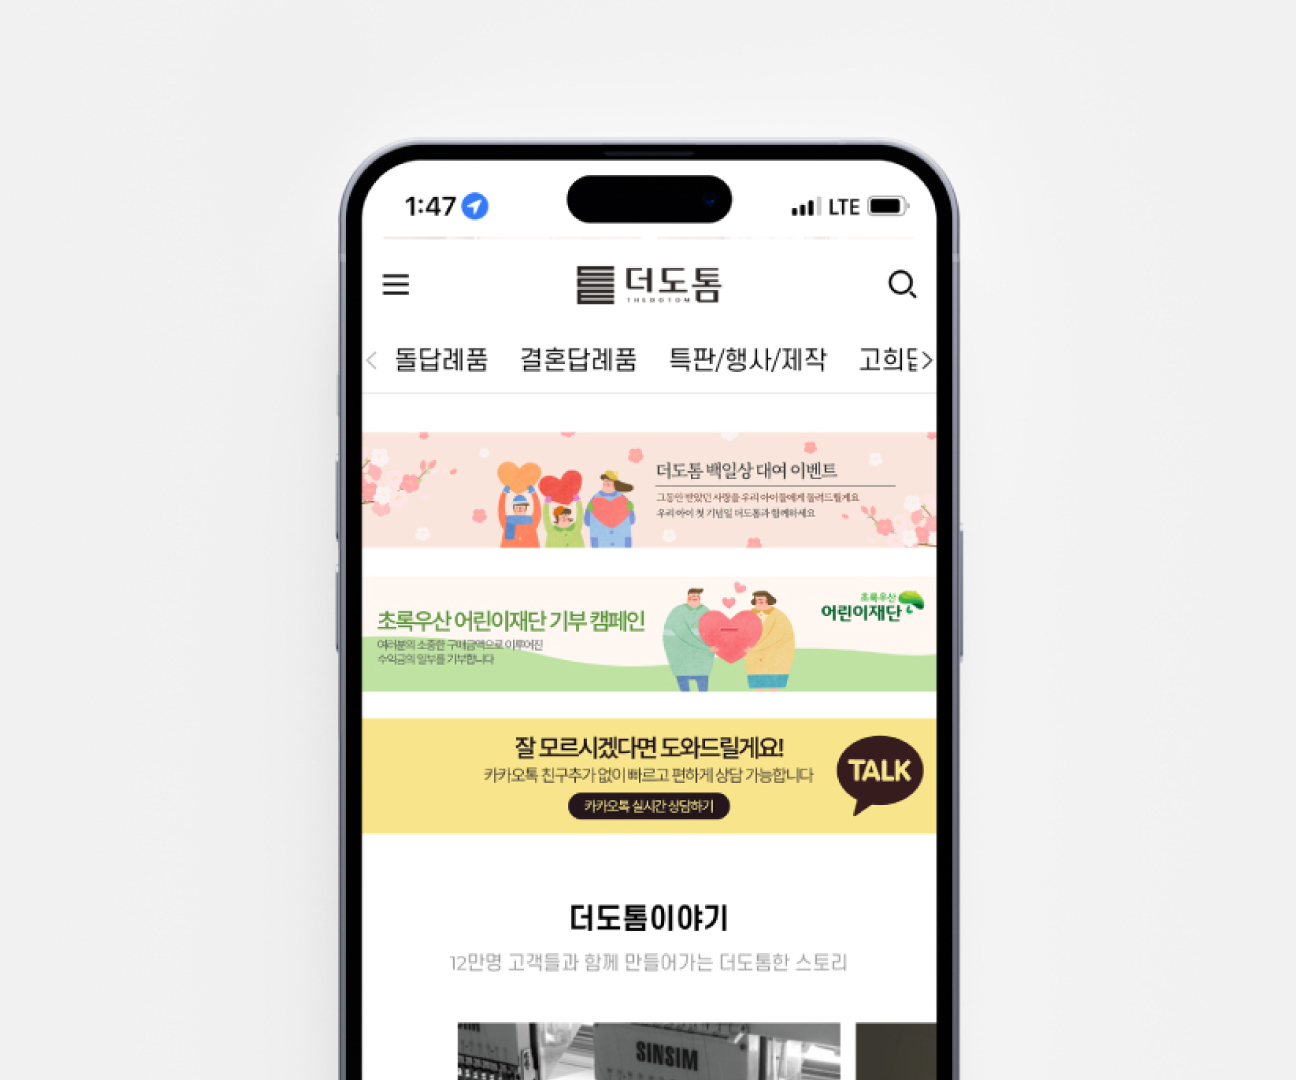 1:47
LTE
더도톰
THEDOTOM
돌답례품 결혼답례품 특판/행사/제작 고희답
더도톰 백일상 대여 이벤트
그동안 받았던 사랑을 우리 아이들에게 돌려드릴게요
우리 아이 첫 기념일 더도톰과 함께하세요
초록우산 어린이재단 기부 캠페인
여러분의 소중한 구매금액으로 이루어진
수익금의 일부를 기부합니다
초록우산
어린이재단
잘 모르시겠다면 도와드릴게요!
카카오톡 친구추가 없이 빠르고 편하게 상담 가능합니다
카카오톡 실시간 상담하기
TALK
더도톰이야기
12만명 고객들과 함께 만들어가는 더도톰한 스토리
SINSIM